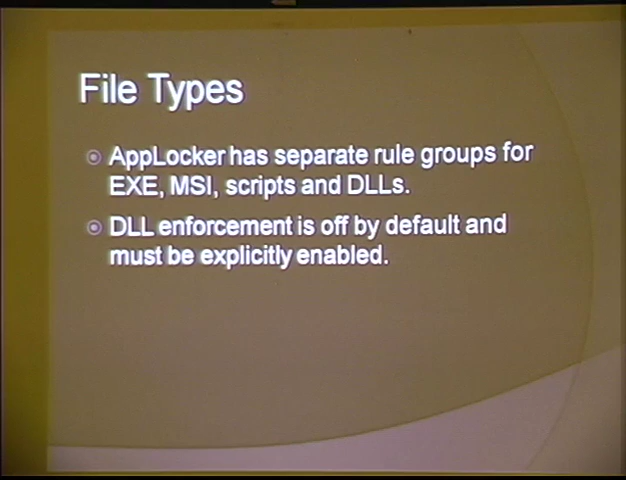 File Types
AppLocker has separate rule groups for
EXE, MSI, scripts and DLLs.
DLL enforcement is off by default and
must be explicitly enabled.